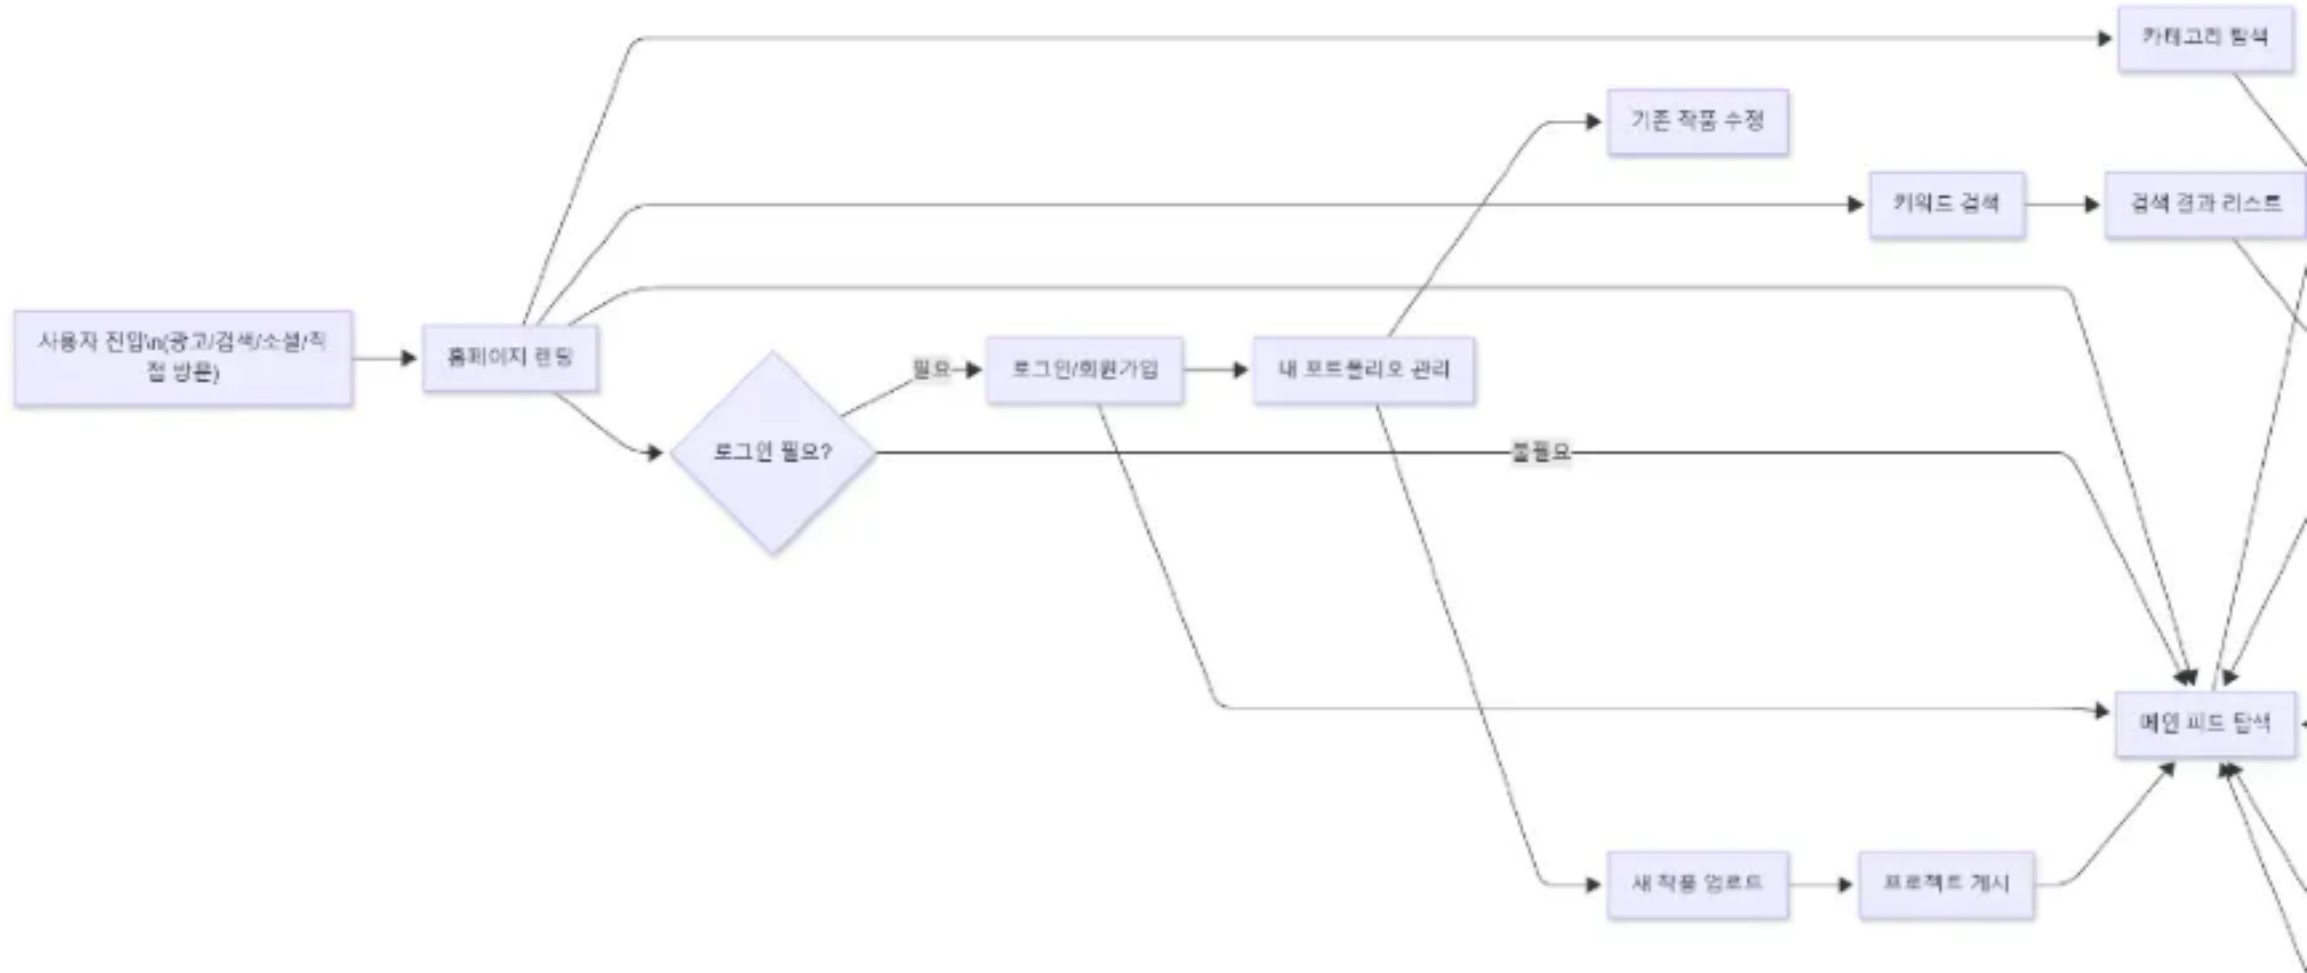 카테고리 탐색
기존 작품 수정
키워드 검색
검색 결과 리스트
사용자 진입\n(광고/검색/소셜/직
접 방문)
홈페이지 랜딩
로그인 필요?
필요
로그인/회원가입
내 포트폴리오 관리
불필요
메인 피드 탐색
새 작품 업로드
프로젝트 게시